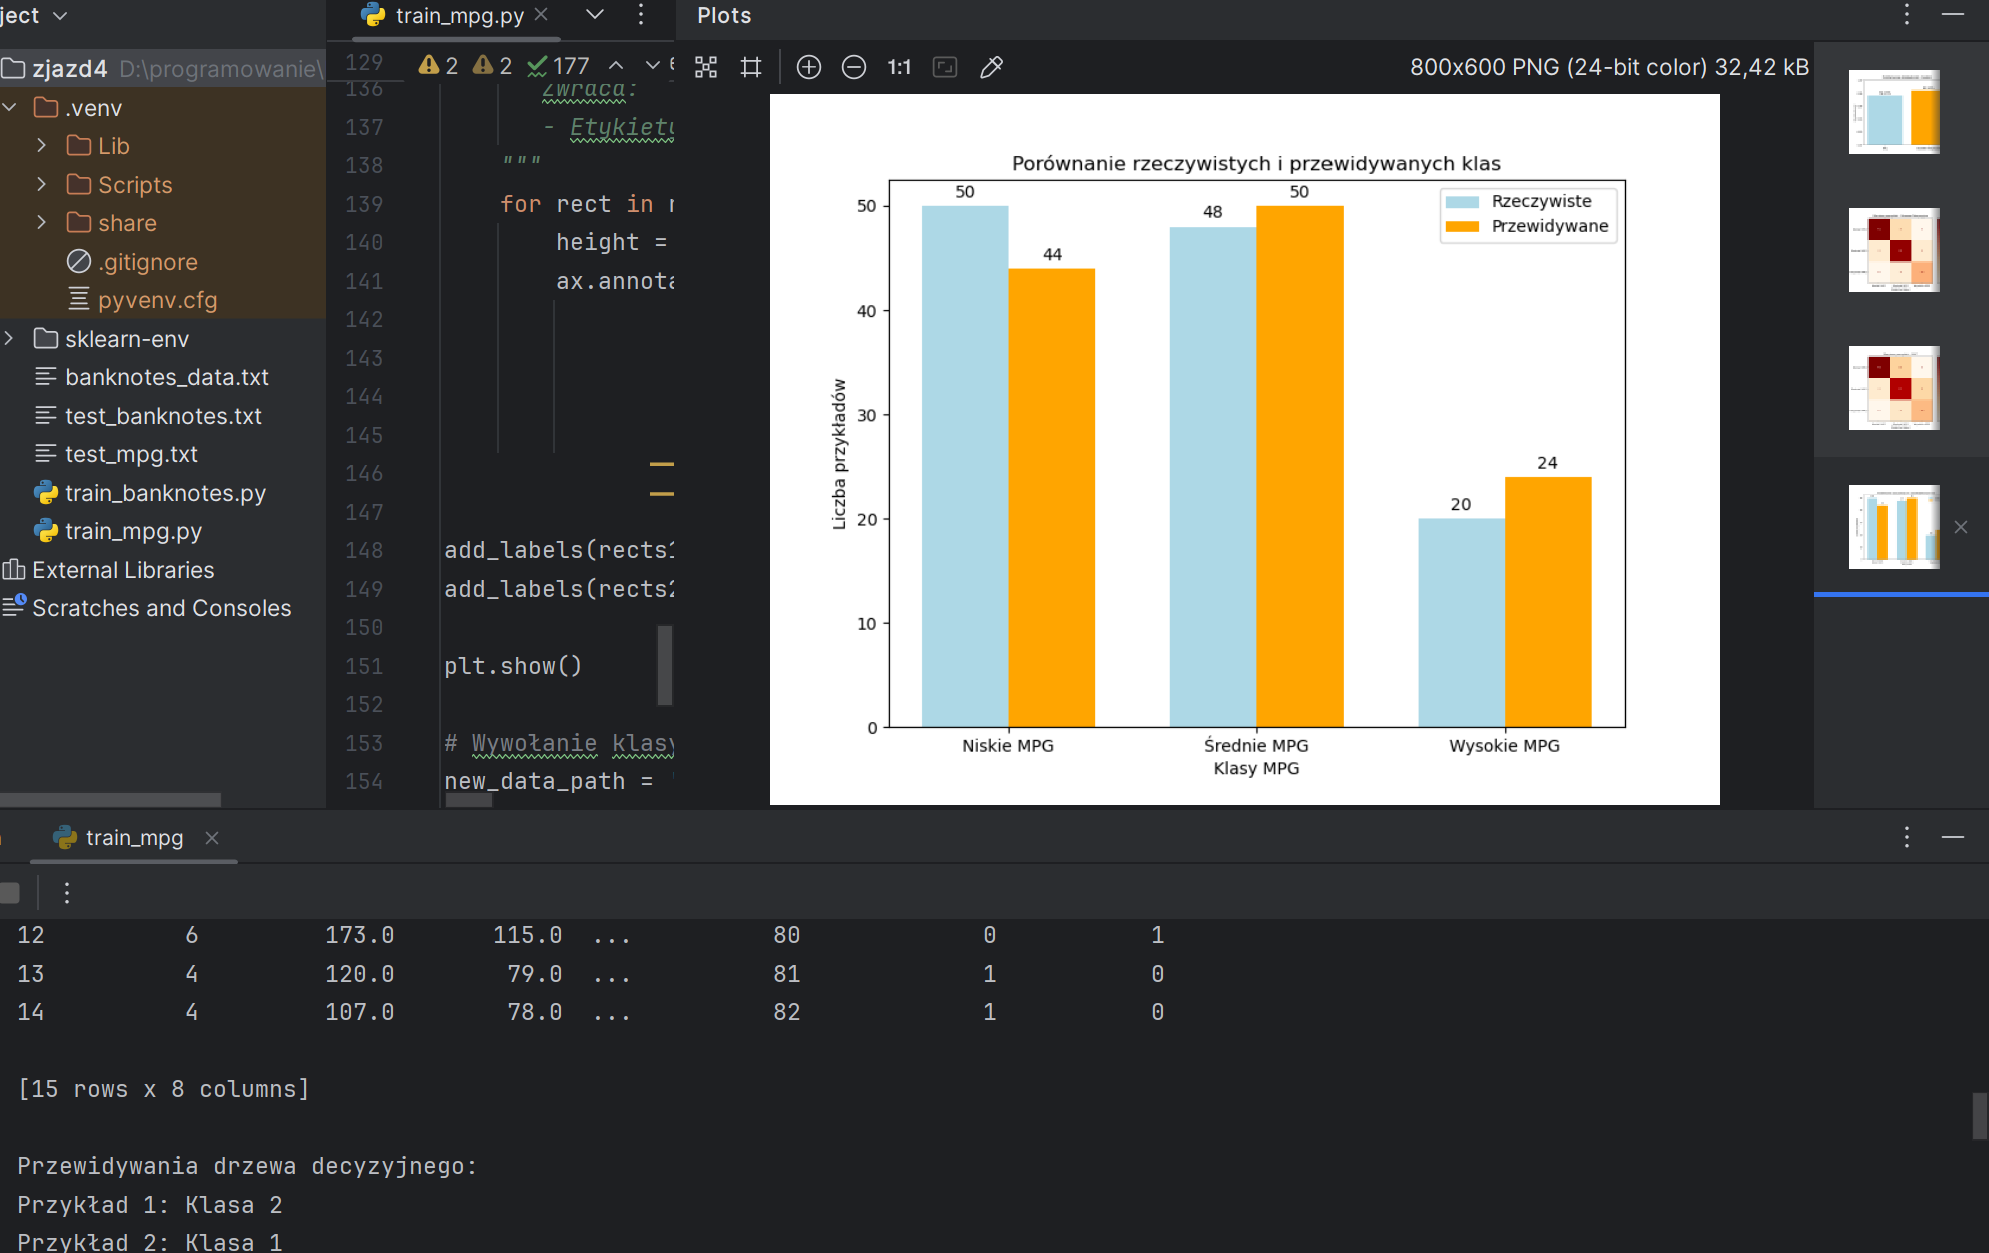 ject
zjazd4 D:\programowanie\
.venv
Lib
Scripts
share
.gitignore
pyvenv.cfg
sklearn-env
banknotes_data.txt
test_banknotes.txt
test_mpg.txt
train_banknotes.py
train_mpg.py
External Libraries
Scratches and Consoles
train_mpg.py
2 2 177
129
136 Zwraca:
137 - Etykiety
138 """
139 for rect in r
140 height =
141 ax.annota
142
143
144
145
146
147
148 add_labels(rects1
149 add_labels(rects2
150
151 plt.show()
152
153 # Wywołanie klasy
154 new_data_path = '
Plots
1:1 800x600 PNG (24-bit color) 32,42 kB
Porównanie rzeczywistych i przewidywanych klas
Rzeczywiste
Przewidywane
50 44 48 50 20 24
50
40
30
20
10
0
Liczba przykładów
Niskie MPG Średnie MPG Wysokie MPG
Klasy MPG
train_mpg
12 6 173.0 115.0 ... 80 0 1
13 4 120.0 79.0 ... 81 1 0
14 4 107.0 78.0 ... 82 1 0
[15 rows x 8 columns]
Przewidywania drzewa decyzyjnego:
Przykład 1: Klasa 2
Przykład 2: Klasa 1